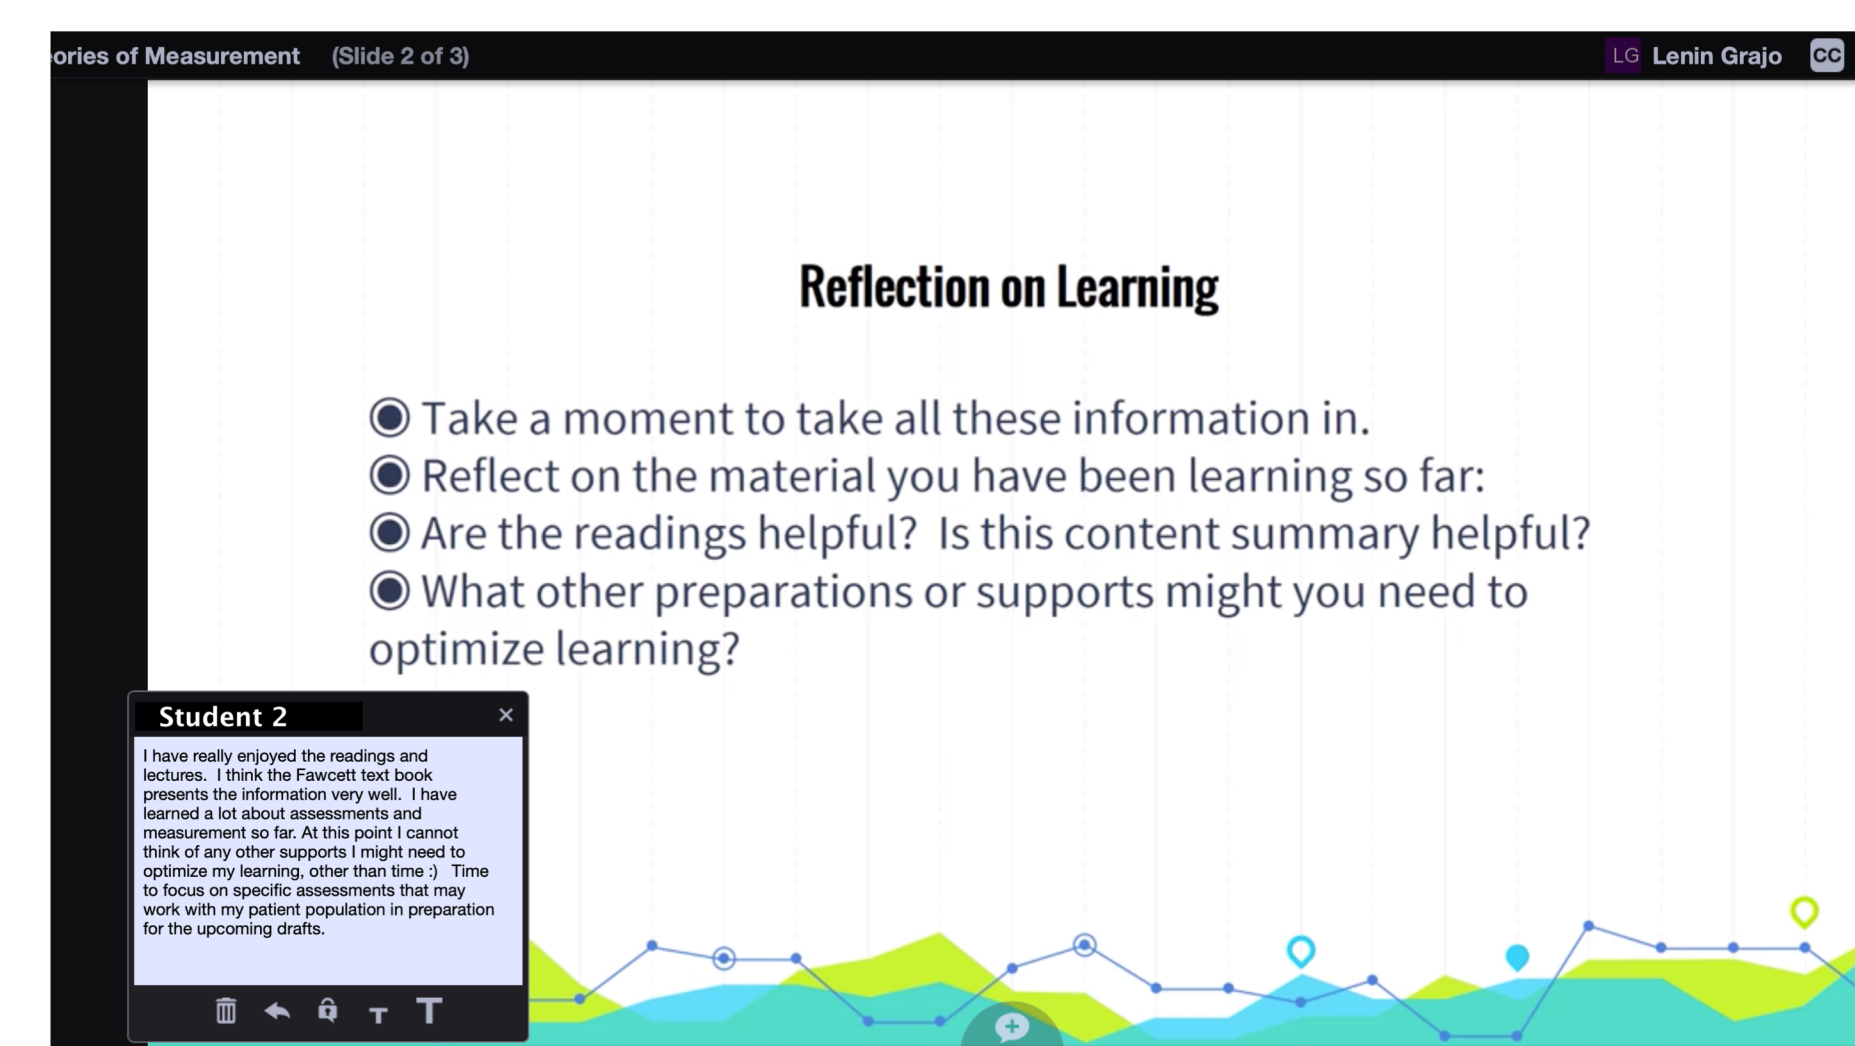 ories of Measurement (Slide 2 of 3)
LG Lenin Grajo CC
Reflection on Learning
Take a moment to take all these information in.
Reflect on the material you have been learning so far:
Are the readings helpful?  Is this content summary helpful?
What other preparations or supports might you need to
optimize learning?
Student 2
I have really enjoyed the readings and
lectures.  I think the Fawcett text book
presents the information very well.  I have
learned a lot about assessments and
measurement so far. At this point I cannot
think of any other supports I might need to
optimize my learning, other than time :)   Time
to focus on specific assessments that may
work with my patient population in preparation
for the upcoming drafts.
T T